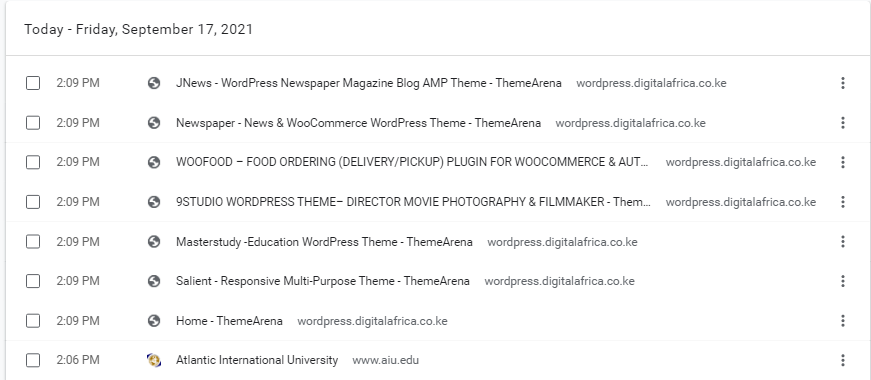 Today - Friday, September 17, 2021
2:09 PM JNews - WordPress Newspaper Magazine Blog AMP Theme - ThemeArena wordpress.digitalafrica.co.ke
2:09 PM Newspaper - News & WooCommerce WordPress Theme - ThemeArena wordpress.digitalafrica.co.ke
2:09 PM WOOFOOD – FOOD ORDERING (DELIVERY/PICKUP) PLUGIN FOR WOOCOMMERCE & AUT... wordpress.digitalafrica.co.ke
2:09 PM 9STUDIO WORDPRESS THEME– DIRECTOR MOVIE PHOTOGRAPHY & FILMMAKER - Them... wordpress.digitalafrica.co.ke
2:09 PM Masterstudy -Education WordPress Theme - ThemeArena wordpress.digitalafrica.co.ke
2:09 PM Salient - Responsive Multi-Purpose Theme - ThemeArena wordpress.digitalafrica.co.ke
2:09 PM Home - ThemeArena wordpress.digitalafrica.co.ke
2:06 PM Atlantic International University www.aiu.edu